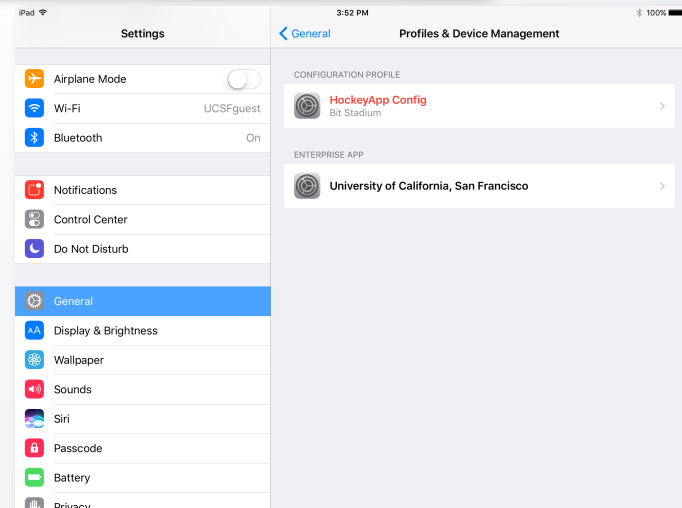 iPad
3:52 PM
100%
Settings
General
Profiles & Device Management
Airplane Mode
Wi-Fi
UCSFguest
Bluetooth
On
Notifications
Control Center
Do Not Disturb
General
AA
Display & Brightness
Wallpaper
Sounds
Siri
Passcode
Battery
Privacy
CONFIGURATION PROFILE
HockeyApp Config
Bit Stadium
ENTERPRISE APP
University of California, San Francisco